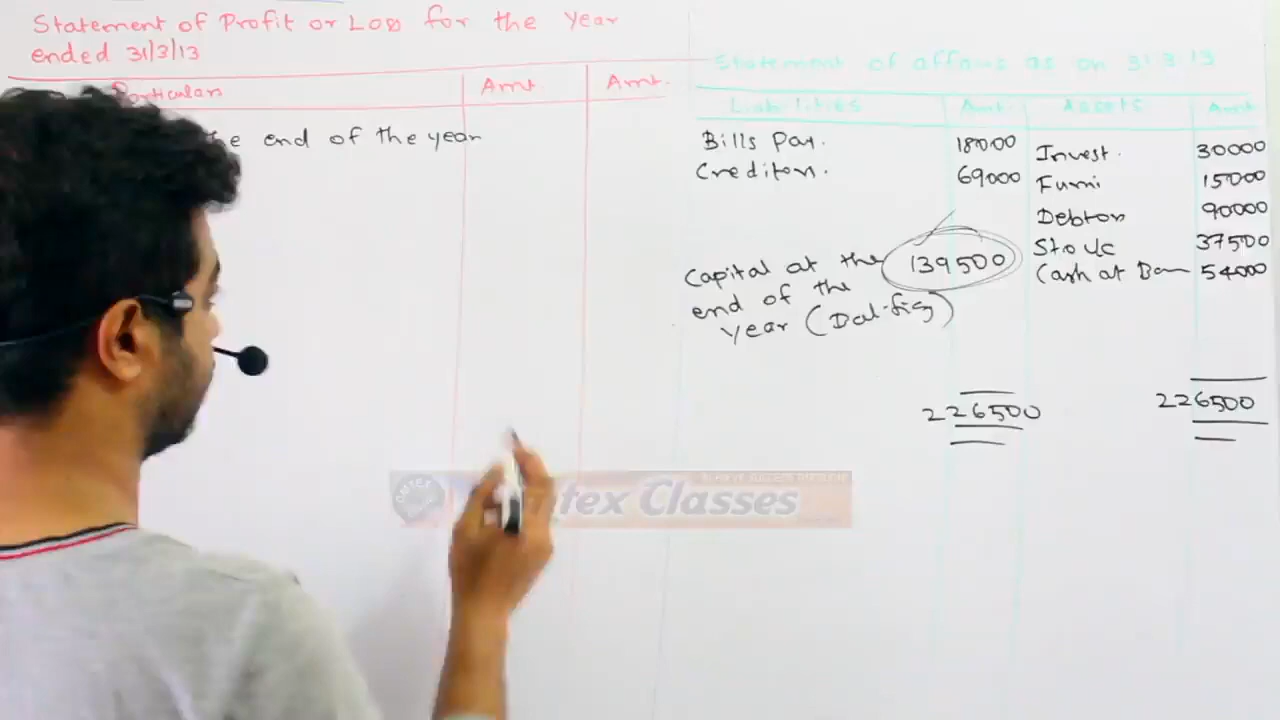 Statement of Profit or Loss for the Year
ended 31/3/13
Particular Amt Amt.
the end of the year
Statement of affairs as on 31.3.13
Liabilities Amt. Assets Amt
Bills Pay. 18000 Invest. 30000
Creditors. 69000 Furni 15000
Debtors 90000
Stock 37500
Capital at the 139500 Cash at Ban 54000
end of the
year (Bal-fig)
226500 226500
Omtex Classes